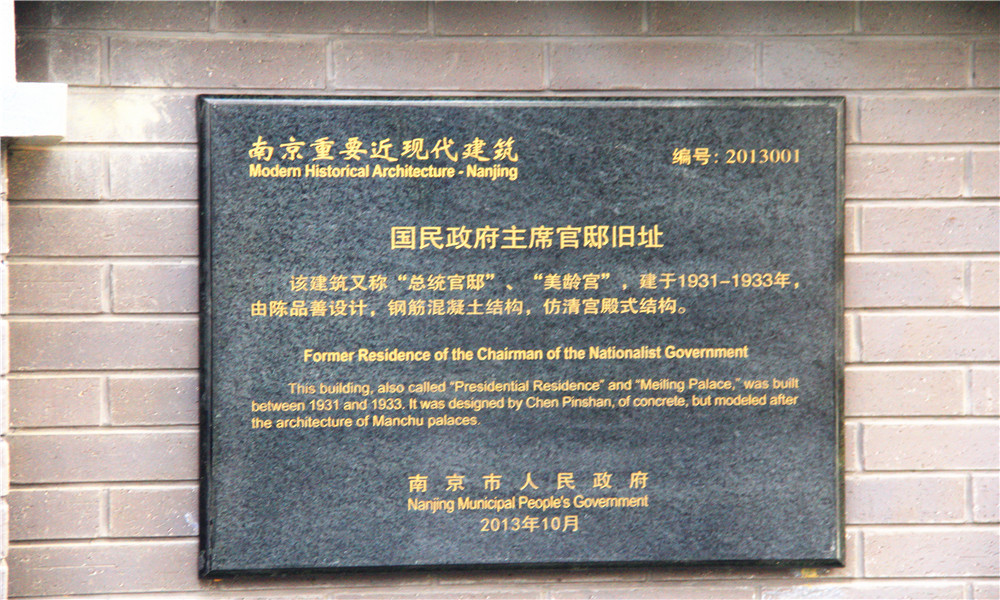 南京重要近现代建筑
Modern Historical Architecture - Nanjing
编号：2013001
国民政府主席官邸旧址
该建筑又称“总统官邸”、“美龄宫”，建于1931-1933年，
由陈品善设计，钢筋混凝土结构，仿清宫殿式结构。
Former Residence of the Chairman of the Nationalist Government
This building, also called “Presidential Residence” and “Meiling Palace,” was built
between 1931 and 1933. It was designed by Chen Pinshan, of concrete, but modeled after
the architecture of Manchu palaces.
南京市人民政府
Nanjing Municipal People's Government
2013年10月